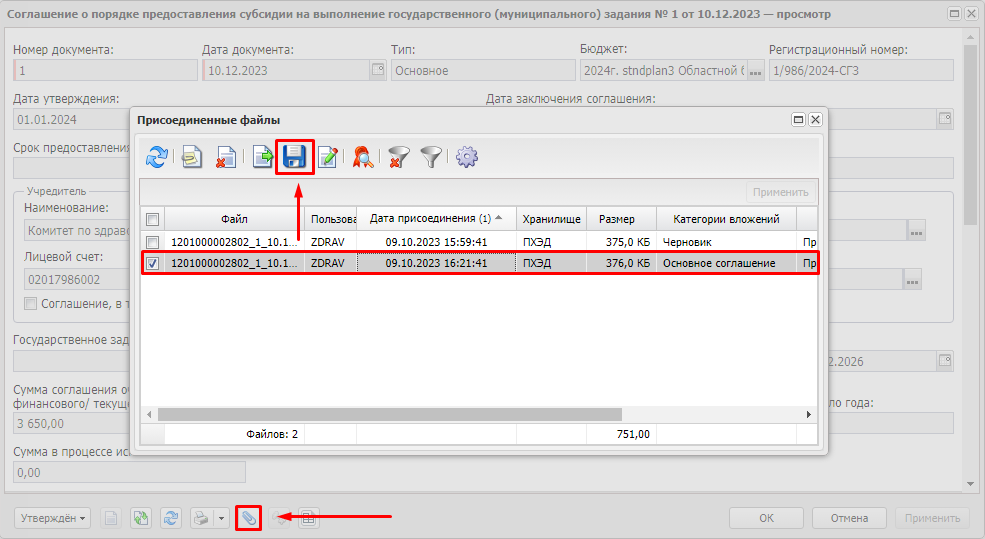 Соглашение о порядке предоставления субсидии на выполнение государственного (муниципального) задания № 1 от 10.12.2023 — просмотр
Номер документа: Дата документа: Тип: Бюджет: Регистрационный номер:
1 10.12.2023 Основное 2024г. stndplan3 Областной 1/986/2024-СГЗ
Дата утверждения: Дата заключения соглашения:
01.01.2024
Присоединенные файлы
Срок предоставления
Применить
Учредитель
Наименование:
Файл Пользова Дата присоединения (1) Хранилище Размер Категории вложений
Комитет по здраво
1201000002802_1_10.1... ZDRAV 09.10.2023 15:59:41 ПХЭД 375,0 КБ Черновик Пр
Лицевой счет:
1201000002802_1_10.1... ZDRAV 09.10.2023 16:21:41 ПХЭД 376,0 КБ Основное соглашение Пр
02017986002
Соглашение, в т
Государственное зад
2.2026
Сумма соглашения оч
финансового/ текуще ло года:
3 650,00
Файлов: 2 751,00
Сумма в процессе ис
0,00
Утверждён ОК Отмена Применить